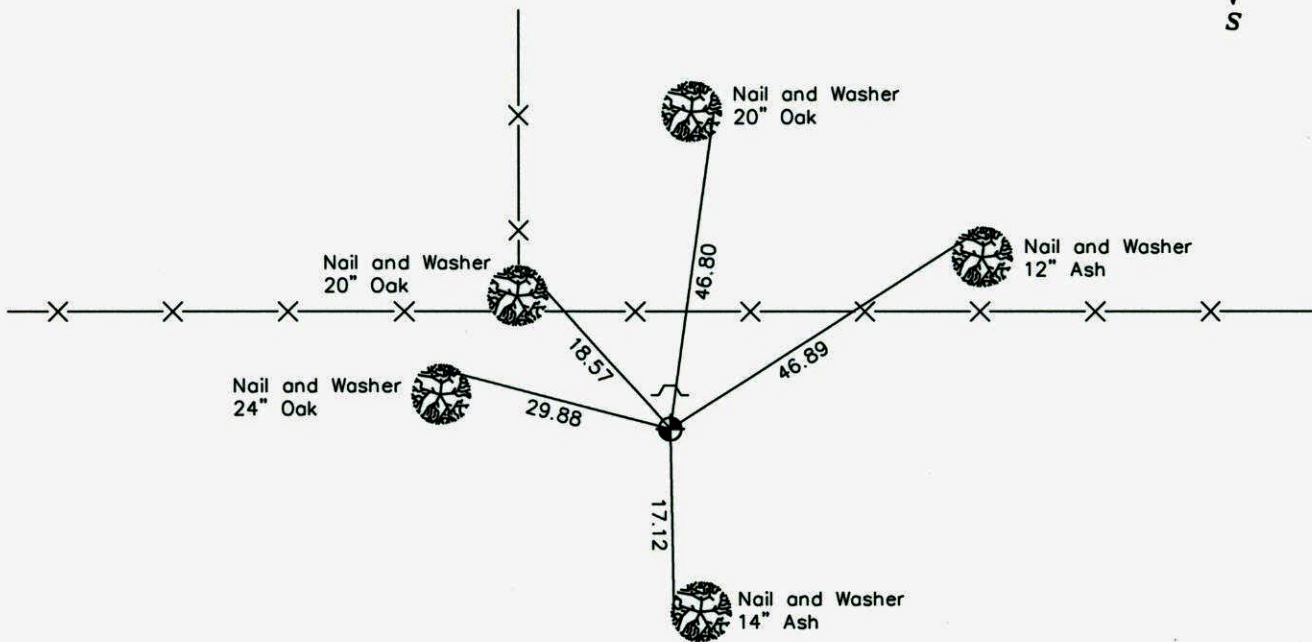 S
Nail and Washer
20" Oak
46.80
Nail and Washer
12" Ash
Nail and Washer
20" Oak
18.57
46.89
Nail and Washer
24" Oak
29.88
17.12
Nail and Washer
14" Ash